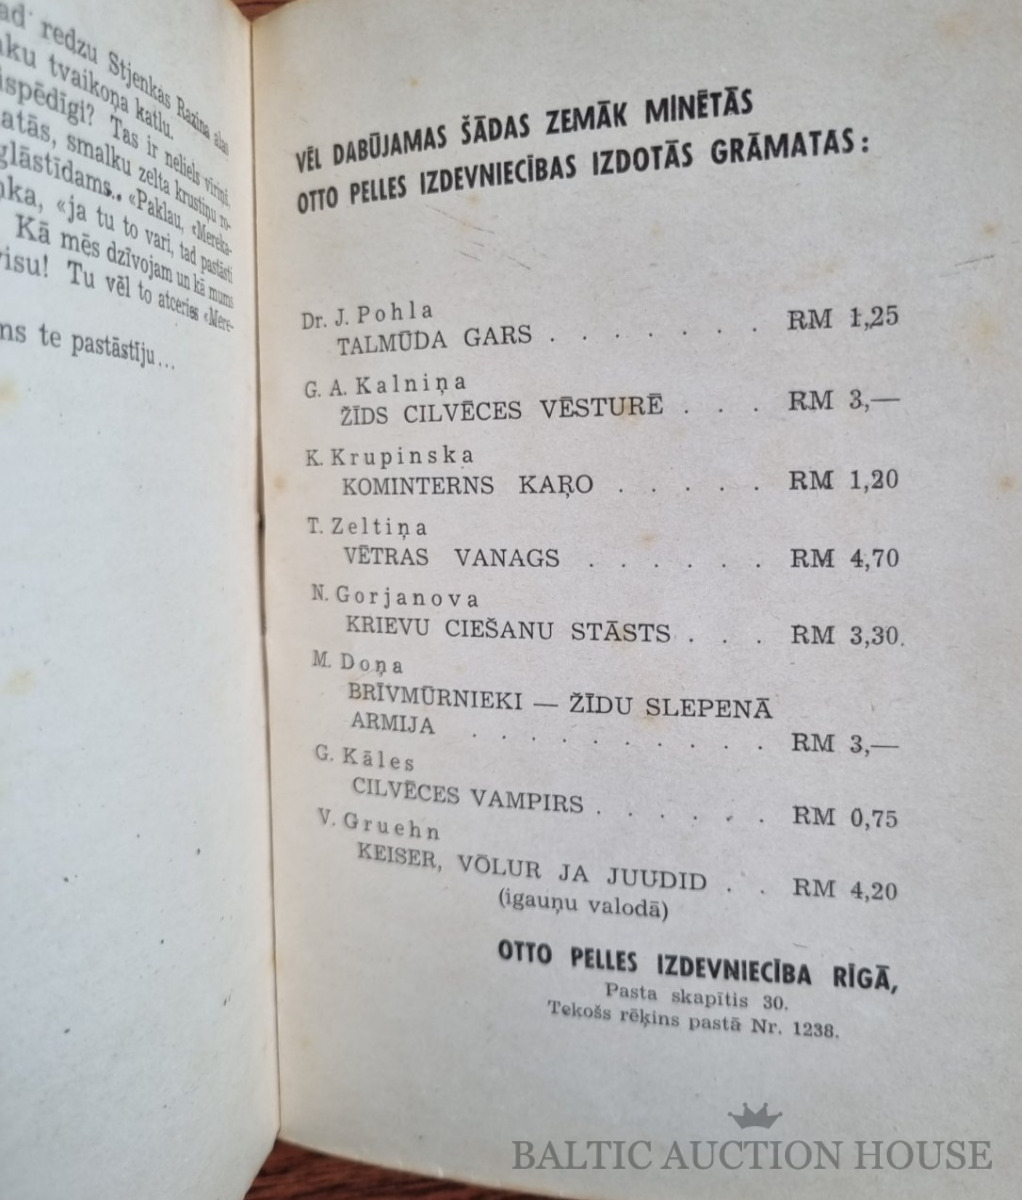 ad redzu Stjenkas Razina
ku tvaikoņa katlu.
ispēdīgi? Tas ir neliels vīriņš,
atās, smalku zelta krustiņu ro-
glāstīdams.. «Paklau, «Mereka-
ka, «ja tu to vari, tad pastāsti
Kā mēs dzīvojam un kā mums
visu! Tu vēl to atceries «Mere-
ns te pastāstīju...
VĒL DABŪJAMAS ŠĀDAS ZEMĀK MINĒTĀS
OTTO PELLES IZDEVNIECĪBAS IZDOTĀS GRĀMATAS:
Dr. J. Pohla
TALMŪDA GARS . . . . . . . RM 1,25
G. A. Kalniņa
ŽĪDS CILVĒCES VĒSTURĒ . . . RM 3,—
K. Krupinska
KOMINTERNS KAŖO . . . . . RM 1,20
T. Zeltiņa
VĒTRAS VANAGS . . . . . . RM 4,70
N. Gorjanova
KRIEVU CIEŠANU STĀSTS . . . RM 3,30.
M. Doņa
BRĪVMŪRNIEKI — ŽĪDU SLEPENĀ
ARMIJA . . . . . . . . . . RM 3,—
G. Kāles
CILVĒCES VAMPIRS . . . . . . RM 0,75
V. Gruehn
KEISER, VÕLUR JA JUUDID . . RM 4,20
(igauņu valodā)
OTTO PELLES IZDEVNIECĪBA RĪGĀ,
Pasta skapītis 30.
Tekošs rēķins pastā Nr. 1238.
BALTIC AUCTION HOUSE